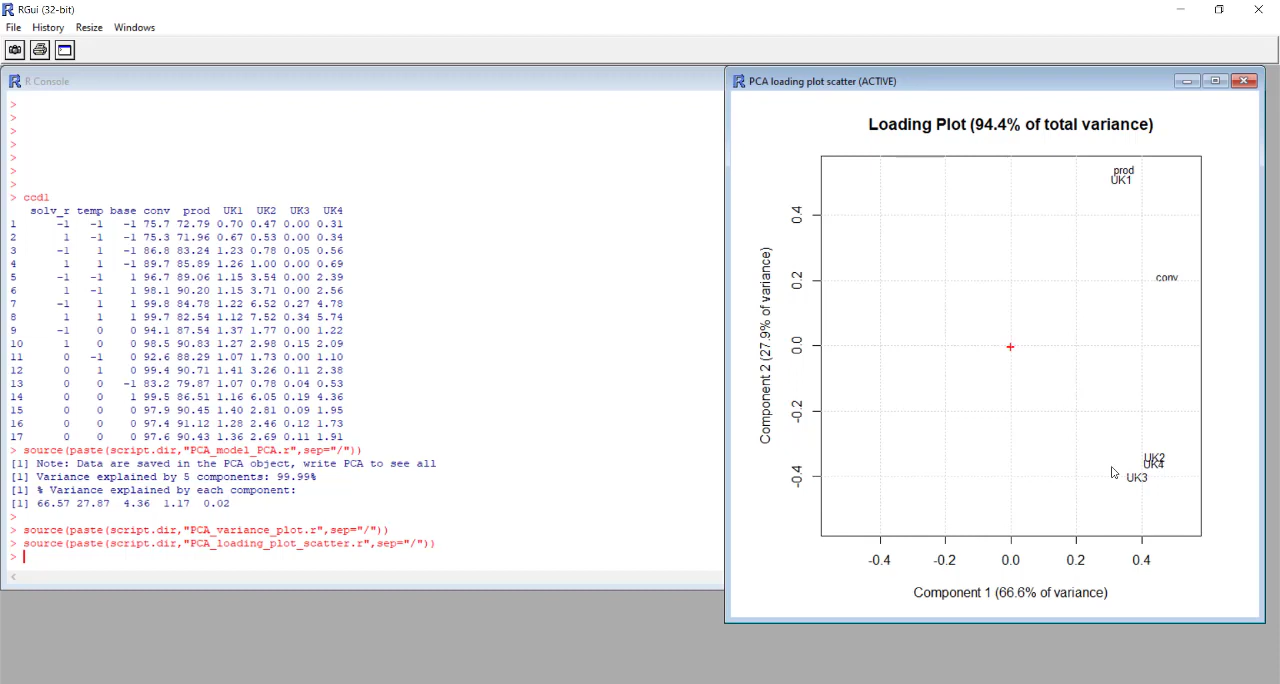 RGui (32-bit)
File History Resize Windows
R Console
>
>
>
>
>
>
>
> ccd1
solv_r temp base conv prod UK1 UK2 UK3 UK4
1 -1 -1 -1 75.7 72.79 0.70 0.47 0.00 0.31
2 1 -1 -1 75.3 71.96 0.67 0.53 0.00 0.34
3 -1 1 -1 86.8 83.24 1.23 0.78 0.05 0.56
4 1 1 -1 89.7 85.89 1.26 1.00 0.00 0.69
5 -1 -1 1 96.7 89.06 1.15 3.54 0.00 2.39
6 1 -1 1 98.1 90.20 1.15 3.71 0.00 2.56
7 -1 1 1 99.8 84.78 1.22 6.52 0.27 4.78
8 1 1 1 99.7 82.54 1.12 7.52 0.34 5.74
9 -1 0 0 94.1 87.54 1.37 1.77 0.00 1.22
10 1 0 0 98.5 90.83 1.27 2.98 0.15 2.09
11 0 -1 0 92.6 88.29 1.07 1.73 0.00 1.10
12 0 1 0 99.4 90.71 1.41 3.26 0.11 2.38
13 0 0 -1 83.2 79.87 1.07 0.78 0.04 0.53
14 0 0 1 99.5 86.51 1.16 6.05 0.19 4.36
15 0 0 0 97.9 90.45 1.40 2.81 0.09 1.95
16 0 0 0 97.4 91.12 1.28 2.46 0.12 1.73
17 0 0 0 97.6 90.43 1.36 2.69 0.11 1.91
> source(paste(script.dir,"PCA_model_PCA.r",sep="/"))
[1] Note: Data are saved in the PCA object, write PCA to see all
[1] Variance explained by 5 components: 99.99%
[1] % Variance explained by each component:
[1] 66.57 27.87 4.36 1.17 0.02
>
> source(paste(script.dir,"PCA_variance_plot.r",sep="/"))
> source(paste(script.dir,"PCA_loading_plot_scatter.r",sep="/"))
>
PCA loading plot scatter (ACTIVE)
Loading Plot (94.4% of total variance)
prod
UK1
conv
UK2
UK4
UK3
0.4
0.2
0.0
-0.2
-0.4
Component 2 (27.9% of variance)
-0.4 -0.2 0.0 0.2 0.4
Component 1 (66.6% of variance)